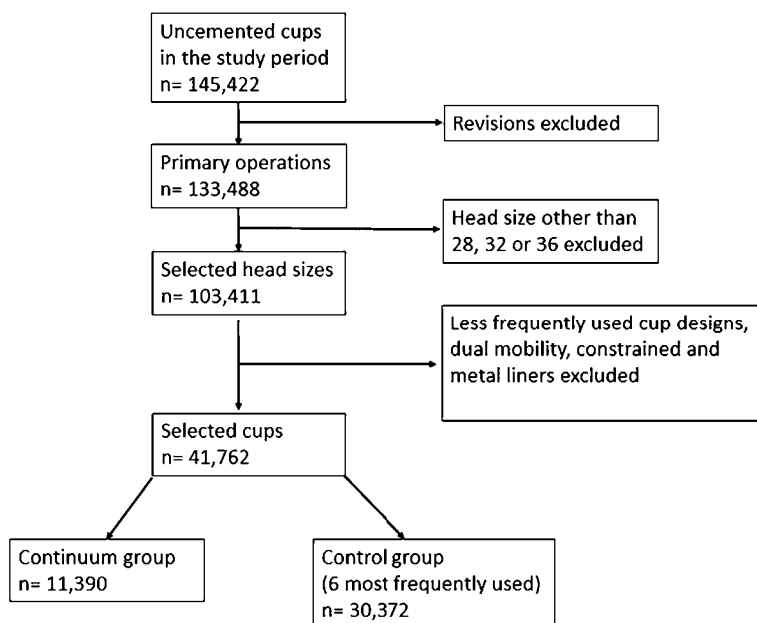 Uncemented cups
in the study period
n= 145,422
Revisions excluded
Primary operations
n= 133,488
Head size other than
28, 32 or 36 excluded
Selected head sizes
n= 103,411
Less frequently used cup designs,
dual mobility, constrained and
metal liners excluded
Selected cups
n= 41,762
Continuum group
n= 11,390
Control group
(6 most frequently used)
n= 30,372